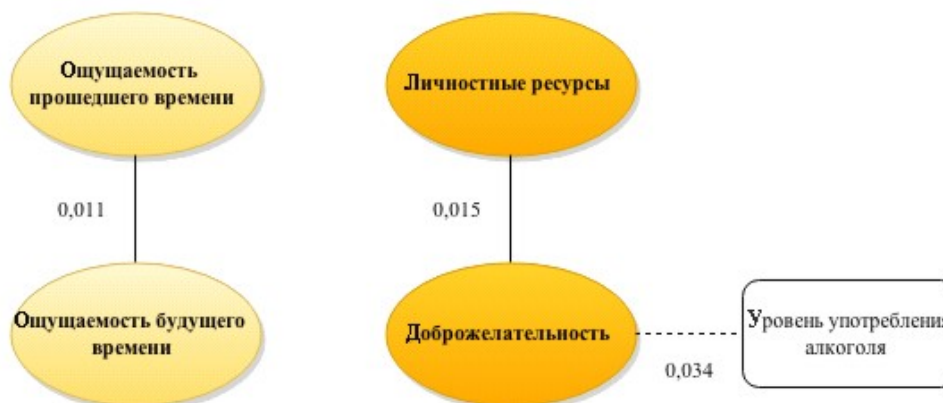 Ощущаемость
прошедшего времени
Личностные ресурсы
0,011
0,015
Ощущаемость будущего
времени
Доброжелательность
Уровень употребления
алкоголя
0,034